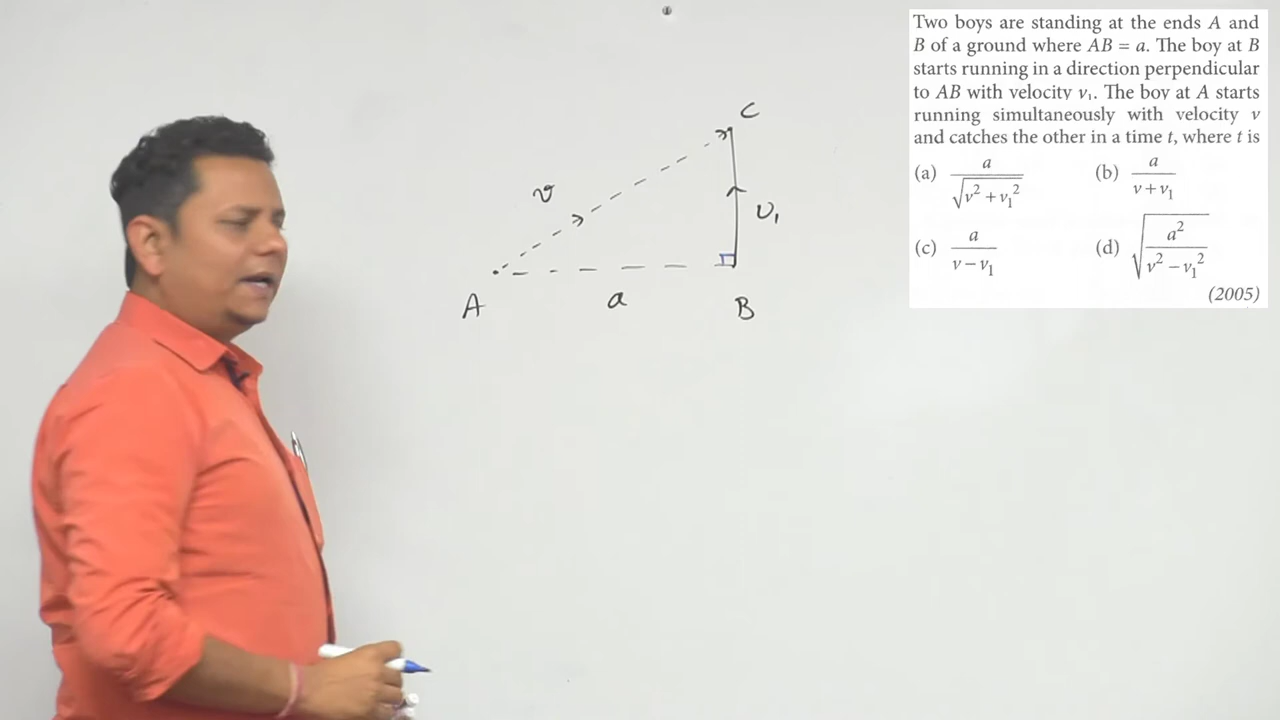 Two boys are standing at the ends A and
B of a ground where AB = a. The boy at B
starts running in a direction perpendicular
to AB with velocity v₁. The boy at A starts
running simultaneously with velocity v
and catches the other in a time t, where t is
(a) a/√(v² + v₁²) (b) a/(v + v₁)
(c) a/(v − v₁) (d) √(a²/(v² − v₁²))
(2005)
C
v
υ₁
A a B